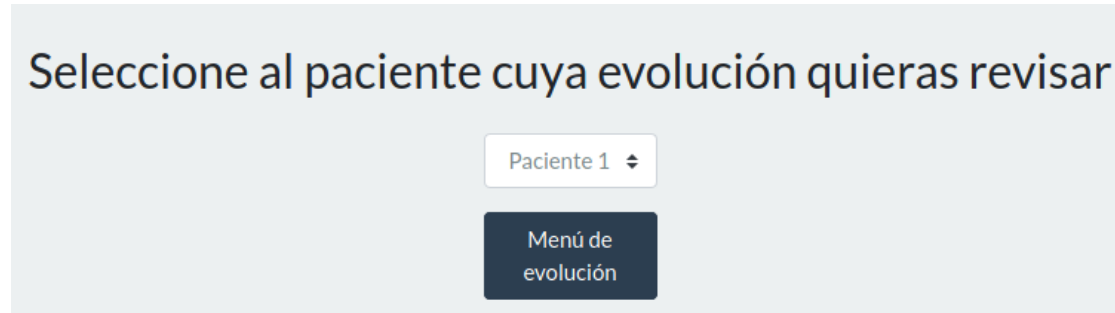 Seleccione al paciente cuya evolución quieras revisar
Paciente 1
Menú de
evolución